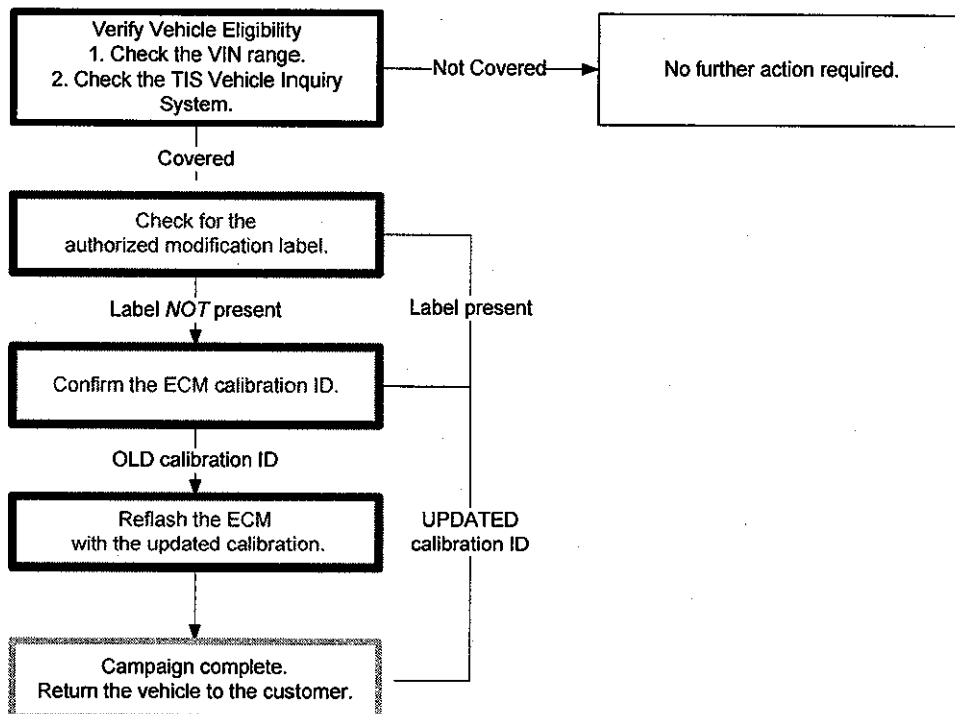 Verify Vehicle Eligibility
1. Check the VIN range.
2. Check the TIS Vehicle Inquiry
System.
Not Covered
No further action required.
Covered
Check for the
authorized modification label.
Label NOT present
Label present
Confirm the ECM calibration ID.
OLD calibration ID
Reflash the ECM
with the updated calibration.
UPDATED
calibration ID
Campaign complete.
Return the vehicle to the customer.